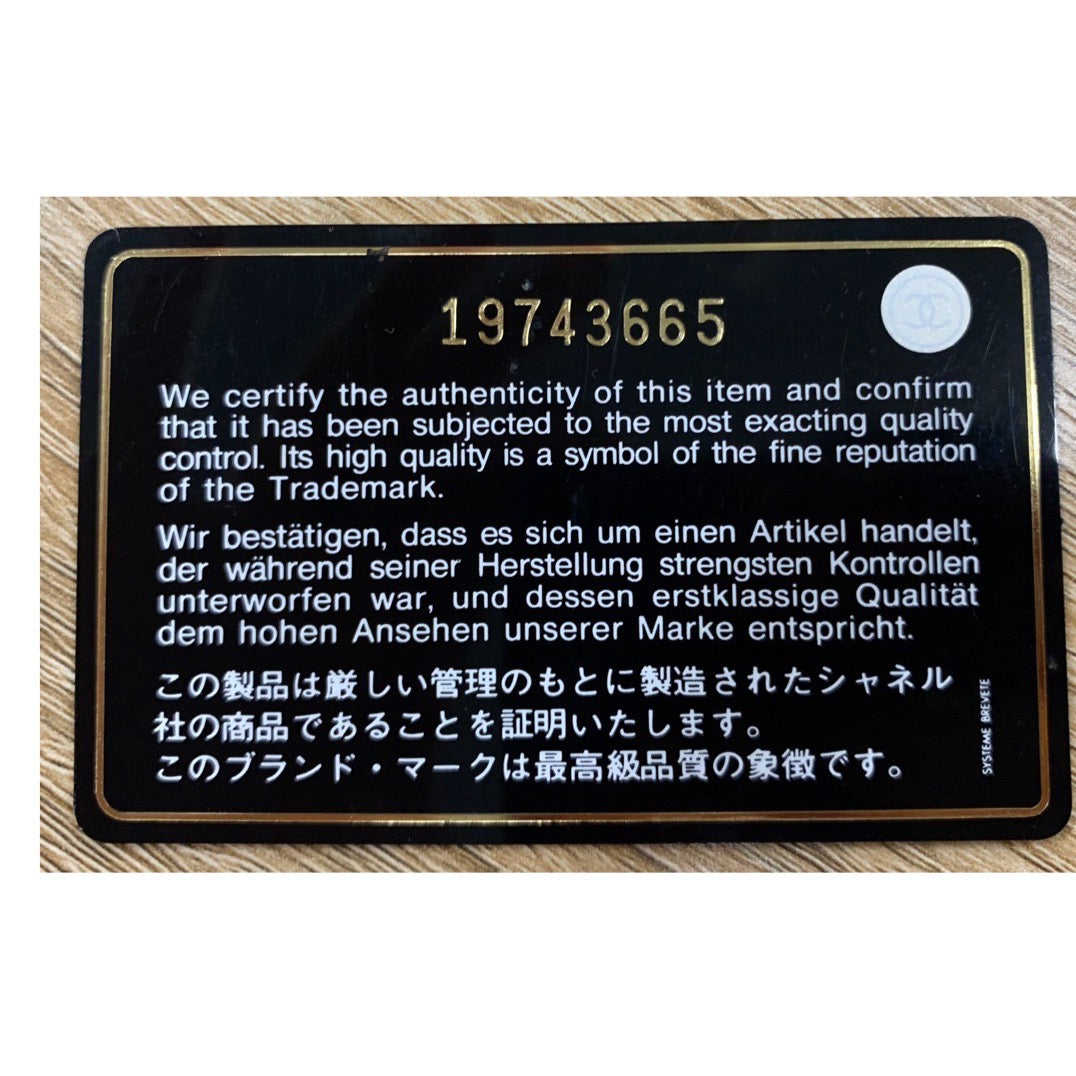 19743665
We certify the authenticity of this item and confirm
that it has been subjected to the most exacting quality
control. Its high quality is a symbol of the fine reputation
of the Trademark.
Wir bestätigen, dass es sich um einen Artikel handelt,
der während seiner Herstellung strengsten Kontrollen
unterworfen war, und dessen erstklassige Qualität
dem hohen Ansehen unserer Marke entspricht.
この製品は厳しい管理のもとに製造されたシャネル
社の商品であることを証明いたします。
このブランド・マークは最高級品質の象徴です。
SYSTEME BREVETE